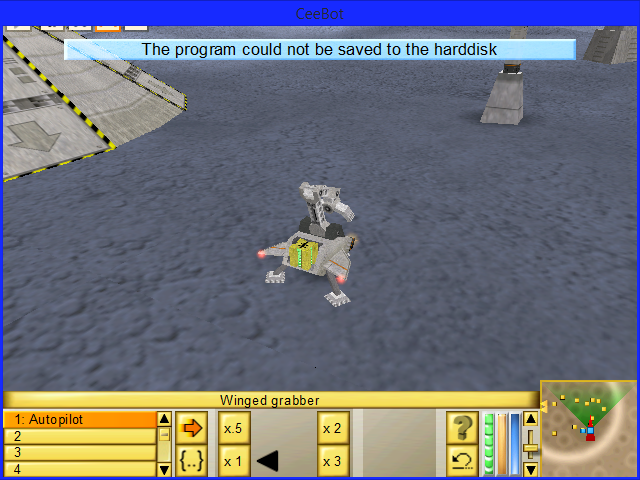 CeeBot
The program could not be saved to the harddisk
Winged grabber
1: Autopilot
2
3
4
{..}
x.5
x 1
x 2
x 3
?